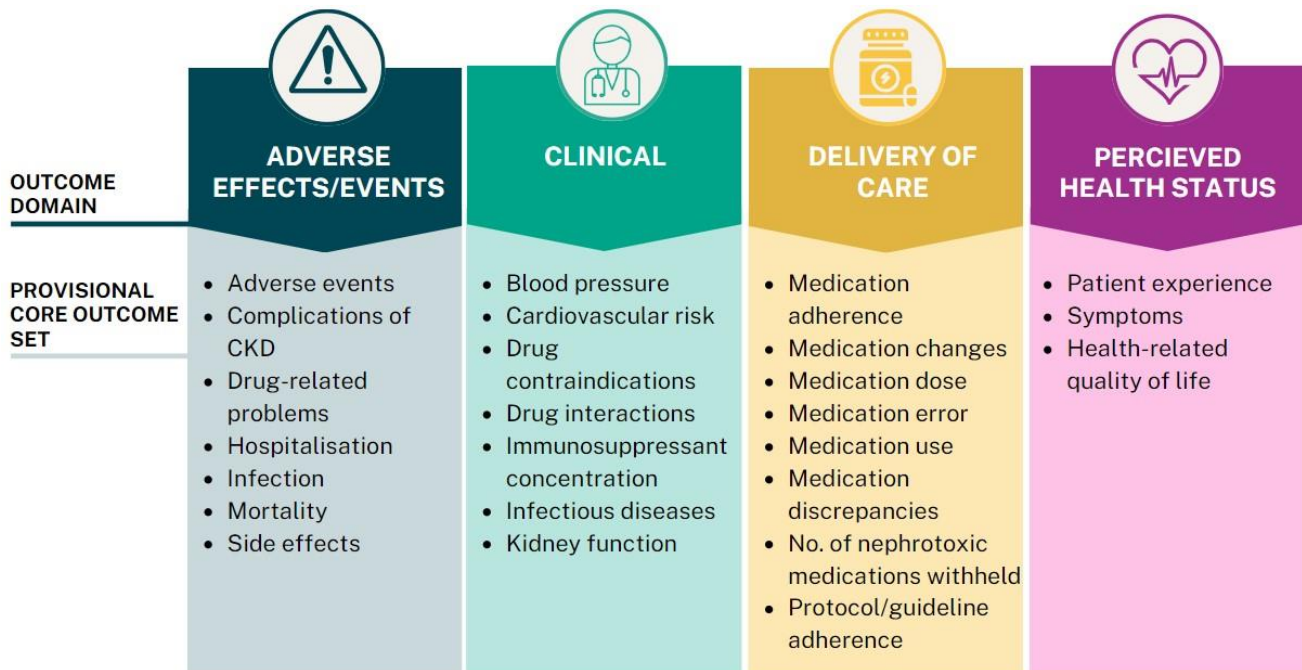 OUTCOME
DOMAIN
ADVERSE
EFFECTS/EVENTS
CLINICAL
DELIVERY OF
CARE
PERCIEVED
HEALTH STATUS
PROVISIONAL
CORE OUTCOME
SET
• Adverse events
• Complications of
CKD
• Drug-related
problems
• Hospitalisation
• Infection
• Mortality
• Side effects
• Blood pressure
• Cardiovascular risk
• Drug
contraindications
• Drug interactions
• Immunosuppressant
concentration
• Infectious diseases
• Kidney function
• Medication
adherence
• Medication changes
• Medication dose
• Medication error
• Medication use
• Medication
discrepancies
• No. of nephrotoxic
medications withheld
• Protocol/guideline
adherence
• Patient experience
• Symptoms
• Health-related
quality of life